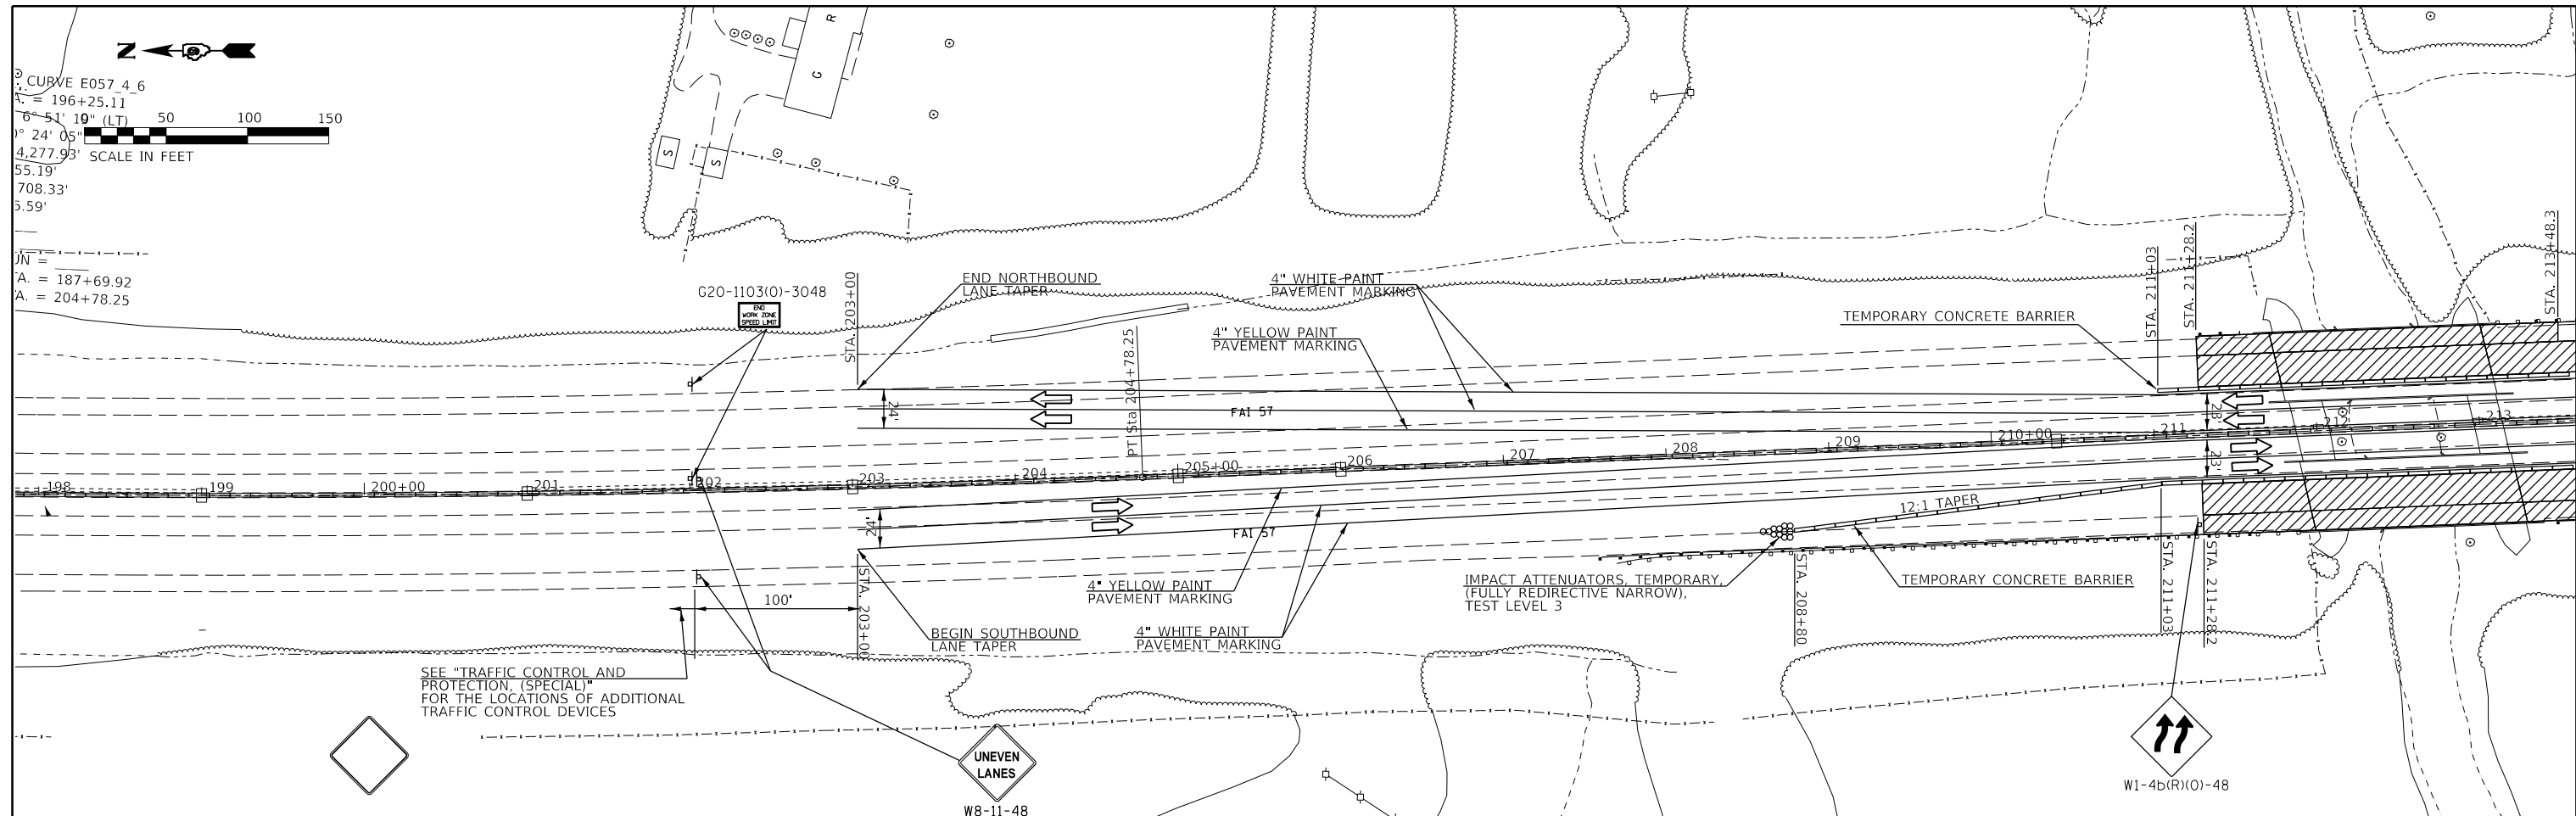 N
CURVE E057_4_6
A. = 196+25.11
6° 51' 19" (LT)
0° 24' 05"
4,277.93'
55.19'
708.33'
5.59'
UN =
TA. = 187+69.92
A. = 204+78.25
0 50 100 150
SCALE IN FEET
R
G
S
S
G20-1103(0)-3048
END
WORK ZONE
SPEED LIMIT
STA. 203+00
END NORTHBOUND
LANE TAPER
4" WHITE PAINT
PAVEMENT MARKING
4" YELLOW PAINT
PAVEMENT MARKING
PT Sta 204+78.25
TEMPORARY CONCRETE BARRIER
STA. 211+03
STA. 211+28.2
STA. 213+48.3
24'
FAI 57
23'
198 199 200+00 201 202 203 204 205+00 206 207 208 209 210+00 211 212 213
24'
FAI 57
23'
12:1 TAPER
100'
STA. 203+00
BEGIN SOUTHBOUND
LANE TAPER
4" YELLOW PAINT
PAVEMENT MARKING
4" WHITE PAINT
PAVEMENT MARKING
IMPACT ATTENUATORS, TEMPORARY,
(FULLY REDIRECTIVE NARROW),
TEST LEVEL 3
STA. 208+80
TEMPORARY CONCRETE BARRIER
STA. 211+03
STA. 211+28.2
SEE "TRAFFIC CONTROL AND
PROTECTION, (SPECIAL)"
FOR THE LOCATIONS OF ADDITIONAL
TRAFFIC CONTROL DEVICES
UNEVEN
LANES
W8-11-48
W1-4b(R)(0)-48